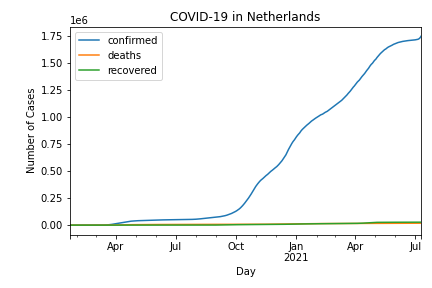 COVID-19 in Netherlands
1e6
confirmed
deaths
recovered
1.75
1.50
1.25
1.00
0.75
0.50
0.25
0.00
Number of Cases
Apr
Jul
Oct
Jan
2021
Apr
Jul
Day